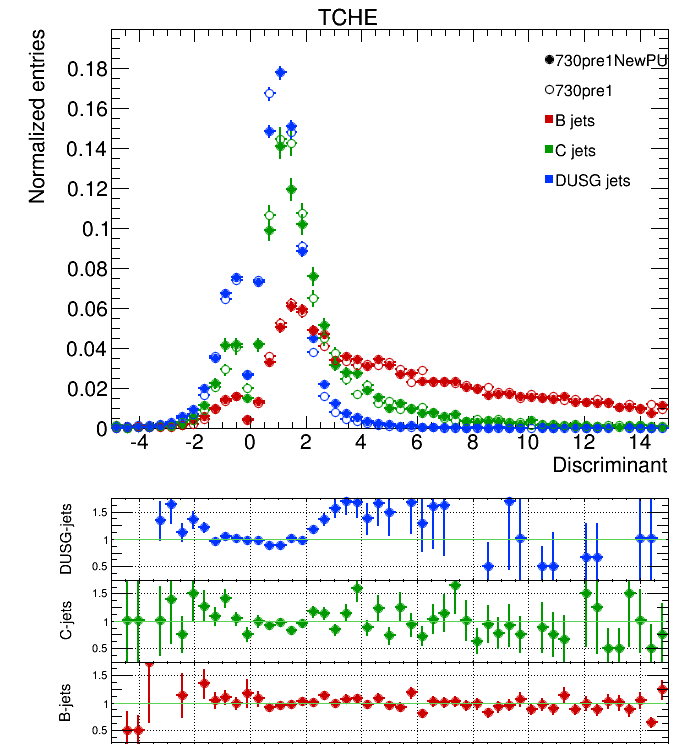 TCHE
Normalized entries
0.18
0.16
0.14
0.12
0.1
0.08
0.06
0.04
0.02
0
730pre1NewPU
730pre1
B jets
C jets
DUSG jets
-4 -2 0 2 4 6 8 10 12 14
Discriminant
DUSG-jets
1.5
1
0.5
C-jets
1.5
1
0.5
B-jets
1.5
1
0.5